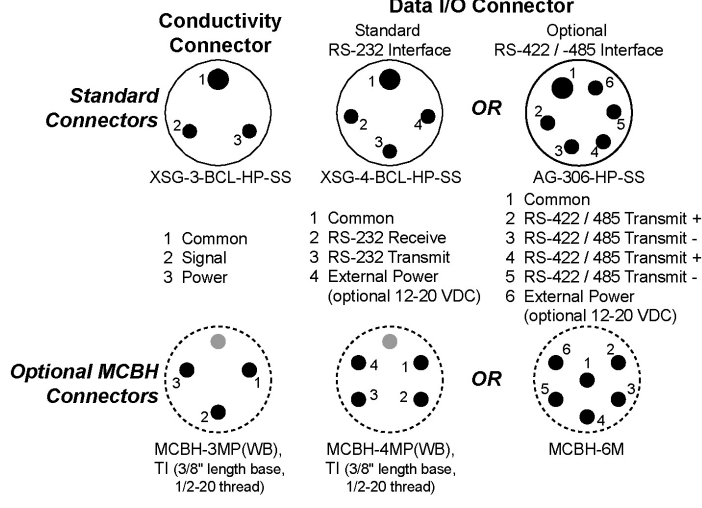 Data I/O Connector
Conductivity
Connector
Standard
RS-232 Interface
Optional
RS-422 / -485 Interface
Standard
Connectors
1
2
3
XSG-3-BCL-HP-SS
1
2
3
4
XSG-4-BCL-HP-SS
OR
1
6
2
5
3
4
AG-306-HP-SS
1 Common
2 Signal
3 Power
1 Common
2 RS-232 Receive
3 RS-232 Transmit
4 External Power
(optional 12-20 VDC)
1 Common
2 RS-422 / 485 Transmit +
3 RS-422 / 485 Transmit -
4 RS-422 / 485 Transmit +
5 RS-422 / 485 Transmit -
6 External Power
(optional 12-20 VDC)
Optional MCBH
Connectors
3
1
2
MCBH-3MP(WB),
TI (3/8" length base,
1/2-20 thread)
4
1
3
2
MCBH-4MP(WB),
TI (3/8" length base,
1/2-20 thread)
OR
6
1
2
5
3
4
MCBH-6M